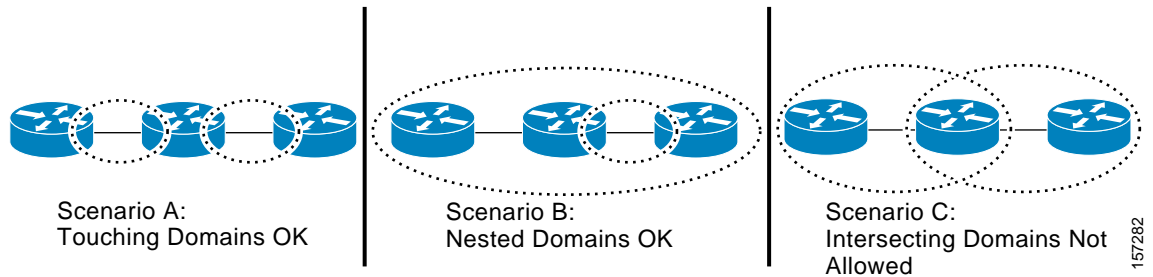 Scenario A:
Touching Domains OK
Scenario B:
Nested Domains OK
Scenario C:
Intersecting Domains Not
Allowed
157282